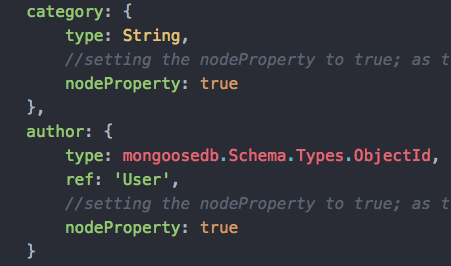 category: {
type: String,
//setting the nodeProperty to true; as t
nodeProperty: true
},
author: {
type: mongoosedb.Schema.Types.ObjectId,
ref: 'User',
//setting the nodeProperty to true; as t
nodeProperty: true
}